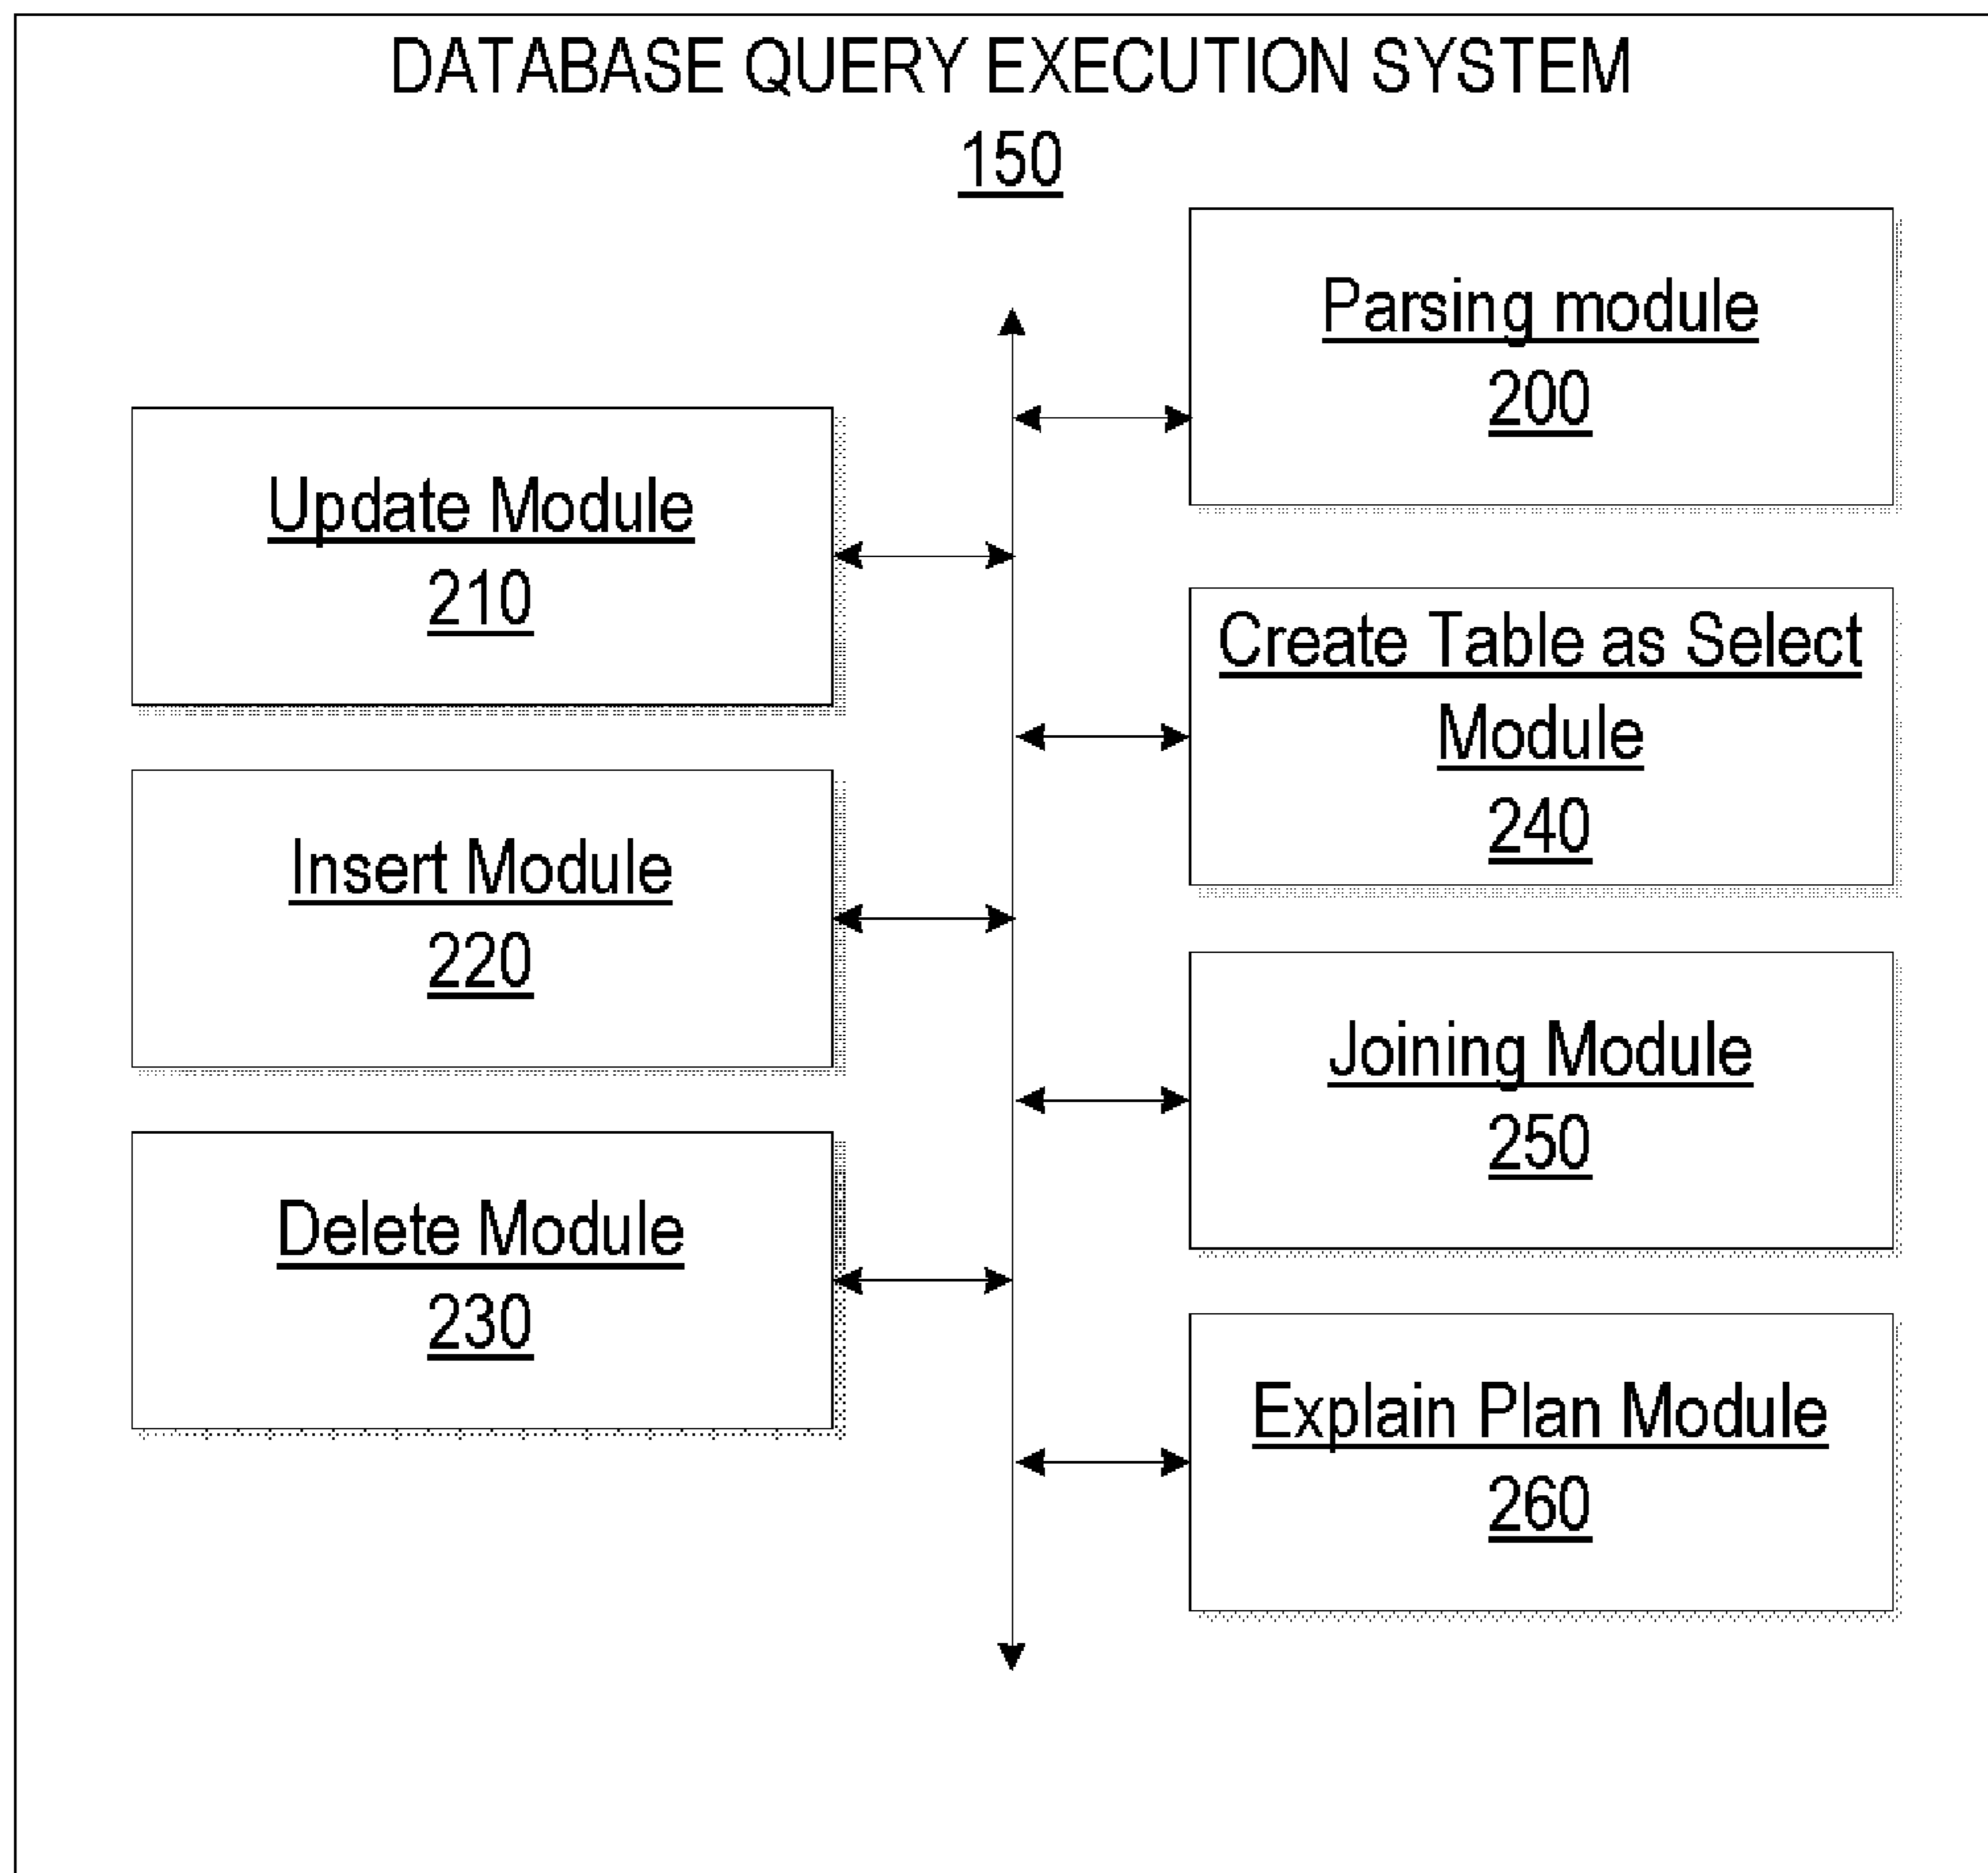 DATABASE QUERY EXECUTION SYSTEM
150
Parsing module
200
Update Module
210
Create Table as Select
Module
240
Insert Module
220
Joining Module
250
Delete Module
230
Explain Plan Module
260